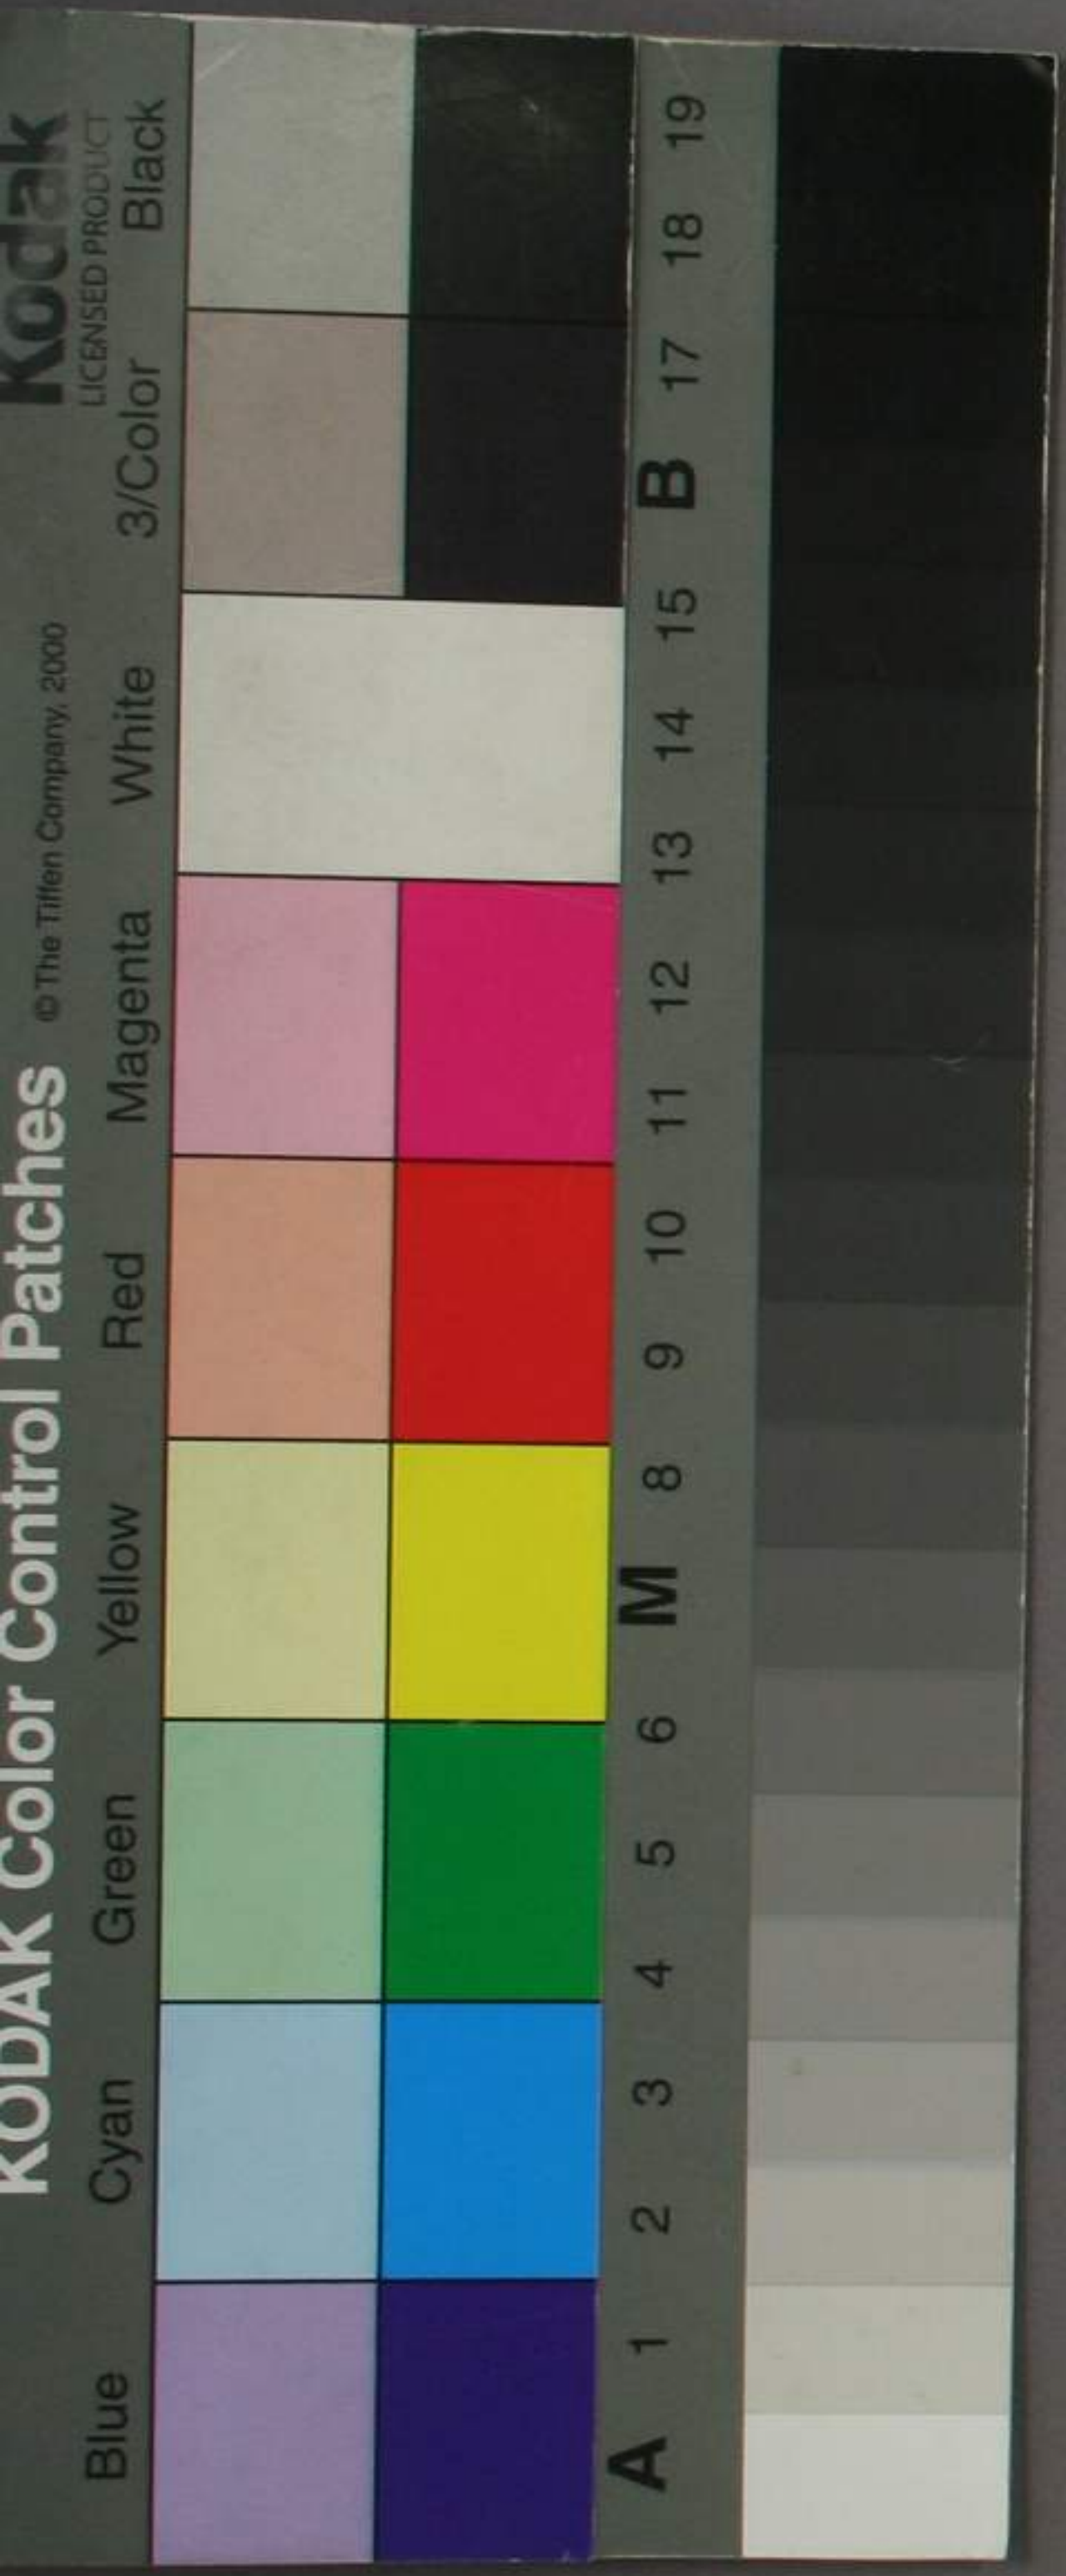 KODAK Color Control Patches © The Tiffen Company, 2000 Kodak
LICENSED PRODUCT
Blue Cyan Green Yellow Red Magenta White 3/Color Black
A 1 2 3 4 5 6 M 8 9 10 11 12 13 14 15 B 17 18 19